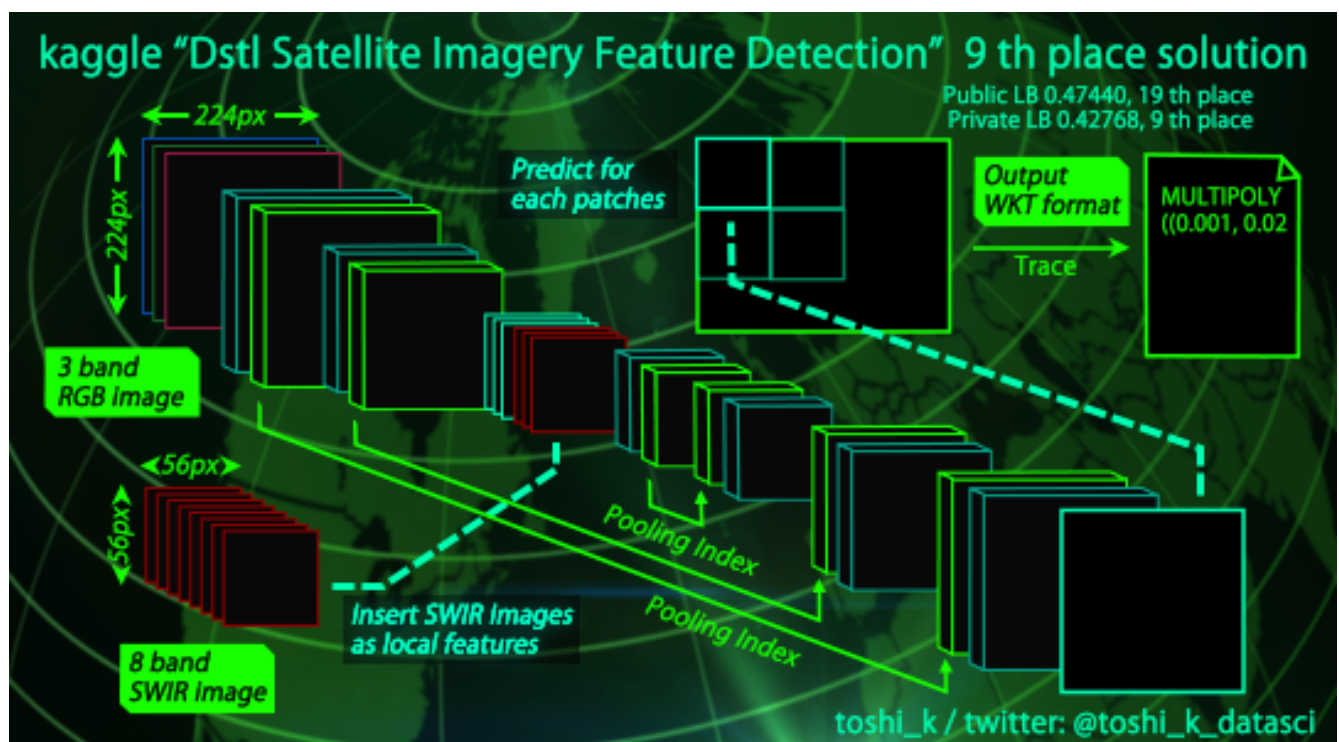 kaggle “Dstl Satellite Imagery Feature Detection” 9 th place solution
Public LB 0.47440, 19 th place
Private LB 0.42768, 9 th place
224px
224px
3 band
RGB image
56px
56px
8 band
SWIR image
Insert SWIR Images
as local features
Predict for
each patches
Pooling Index
Pooling Index
Output
WKT format
Trace
MULTIPOLY
((0.001, 0.02
toshi_k / twitter: @toshi_k_datasci